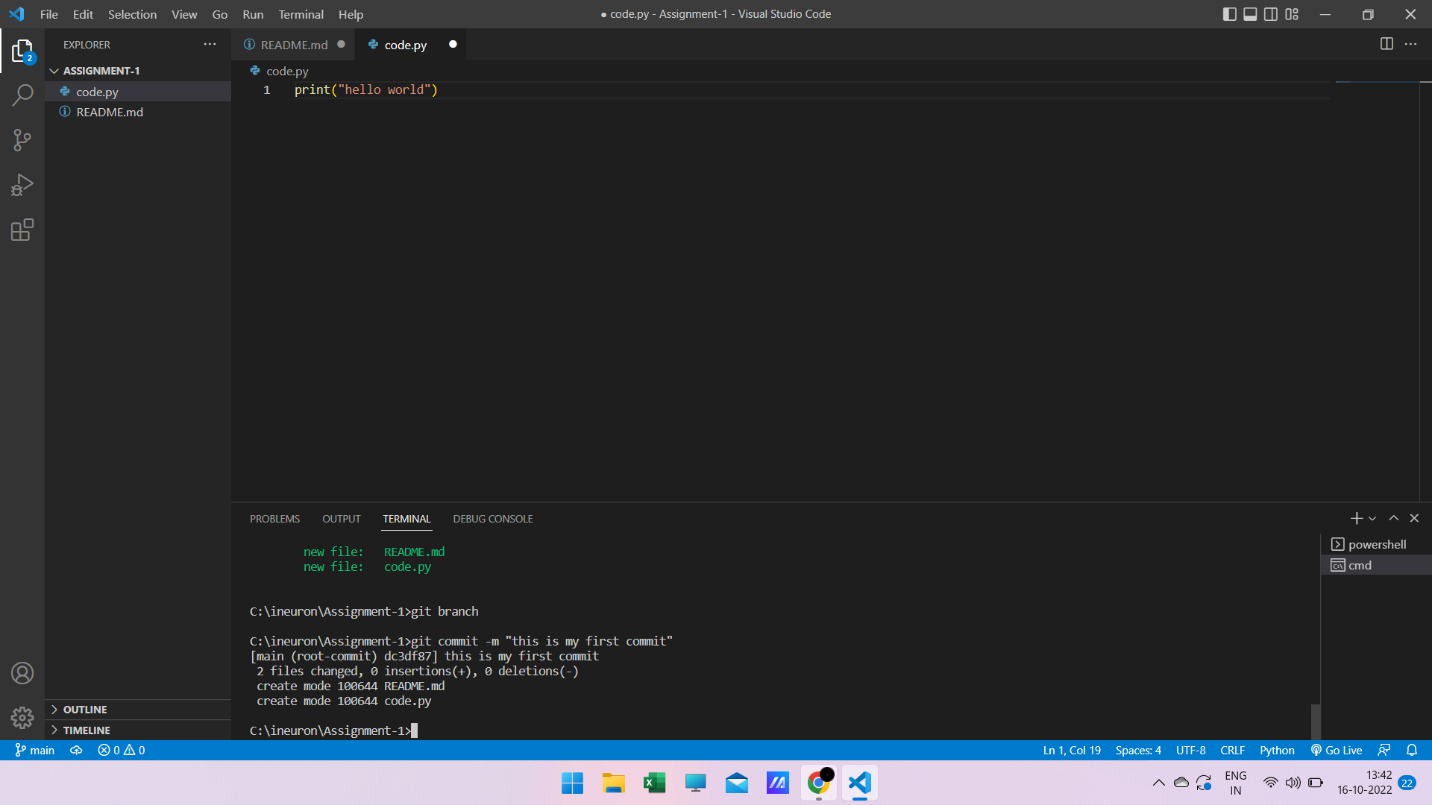 File Edit Selection View Go Run Terminal Help
● code.py - Assignment-1 - Visual Studio Code
2
EXPLORER
ASSIGNMENT-1
code.py
README.md
README.md
code.py
code.py
1 print("hello world")
PROBLEMS OUTPUT TERMINAL DEBUG CONSOLE
new file: README.md
new file: code.py
C:\ineuron\Assignment-1>git branch
C:\ineuron\Assignment-1>git commit -m "this is my first commit"
[main (root-commit) dc3df87] this is my first commit
2 files changed, 0 insertions(+), 0 deletions(-)
create mode 100644 README.md
create mode 100644 code.py
C:\ineuron\Assignment-1>
powershell
cmd
OUTLINE
TIMELINE
main 0 0 Ln 1, Col 19 Spaces: 4 UTF-8 CRLF Python Go Live
ENG
IN
13:42
16-10-2022
22